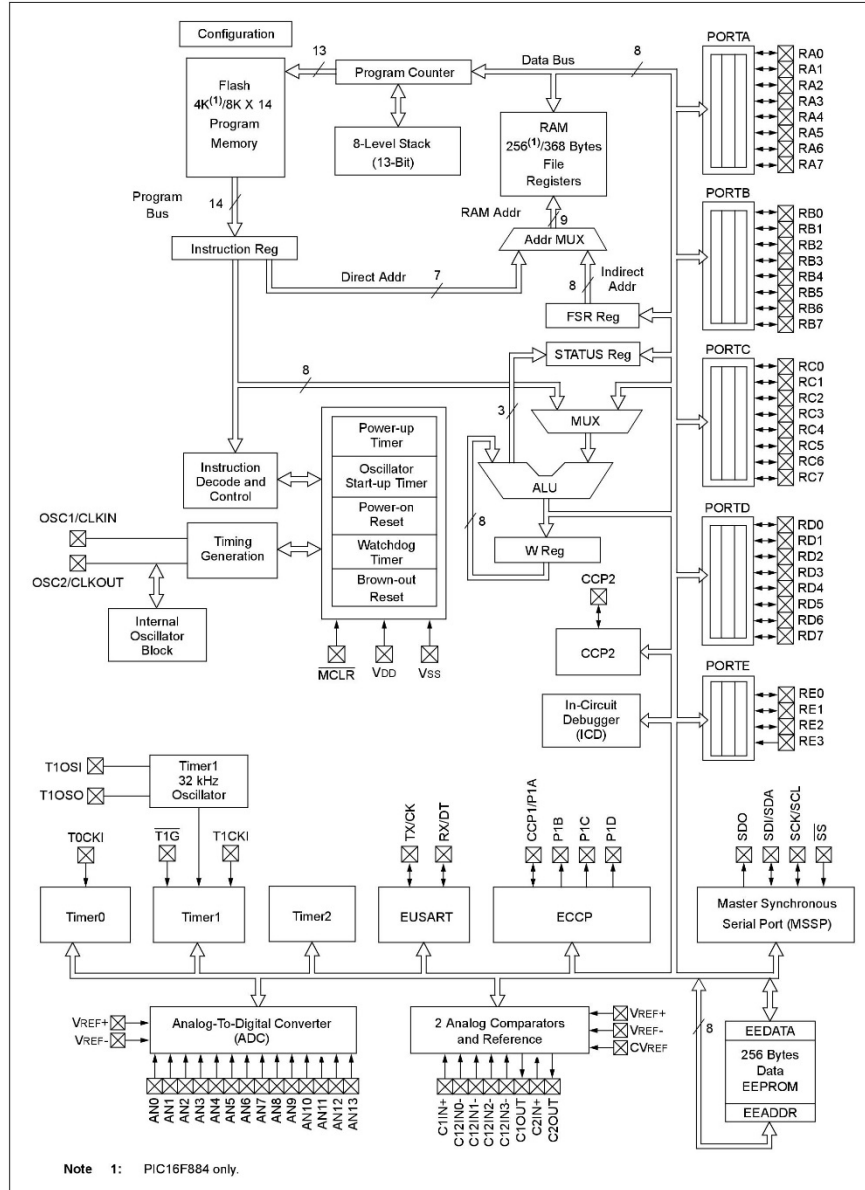 Configuration
13
Data Bus
8
PORTA
Flash
4K(1)/8K X 14
Program
Memory
Program Counter
8-Level Stack
(13-Bit)
RAM
256(1)/368 Bytes
File
Registers
RA0
RA1
RA2
RA3
RA4
RA5
RA6
RA7
Program
Bus
14
RAM Addr
9
PORTB
Instruction Reg
Addr MUX
Direct Addr
7
8
Indirect
Addr
FSR Reg
RB0
RB1
RB2
RB3
RB4
RB5
RB6
RB7
STATUS Reg
PORTC
8
3
MUX
RC0
RC1
RC2
RC3
RC4
RC5
RC6
RC7
Power-up
Timer
Oscillator
Start-up Timer
Power-on
Reset
Watchdog
Timer
Brown-out
Reset
Instruction
Decode and
Control
ALU
8
W Reg
PORTD
RD0
RD1
RD2
RD3
RD4
RD5
RD6
RD7
OSC1/CLKIN
OSC2/CLKOUT
Timing
Generation
Internal
Oscillator
Block
MCLR
VDD
VSS
CCP2
CCP2
PORTE
In-Circuit
Debugger
(ICD)
RE0
RE1
RE2
RE3
T1OSI
T1OSO
Timer1
32 kHz
Oscillator
T0CKI
T1G
T1CKI
TX/CK
RX/DT
CCP1/P1A
P1B
P1C
P1D
SDO
SDI/SDA
SCK/SCL
SS
Timer0
Timer1
Timer2
EUSART
ECCP
Master Synchronous
Serial Port (MSSP)
VREF+
VREF-
Analog-To-Digital Converter
(ADC)
2 Analog Comparators
and Reference
VREF+
VREF-
CVREF
8
EEDATA
256 Bytes
Data
EEPROM
EEADDR
AN0
AN1
AN2
AN3
AN4
AN5
AN6
AN7
AN8
AN9
AN10
AN11
AN12
AN13
C1IN+
C12IN0-
C12IN1-
C12IN2-
C12IN3-
C1OUT
C2IN+
C2OUT
Note 1: PIC16F884 only.